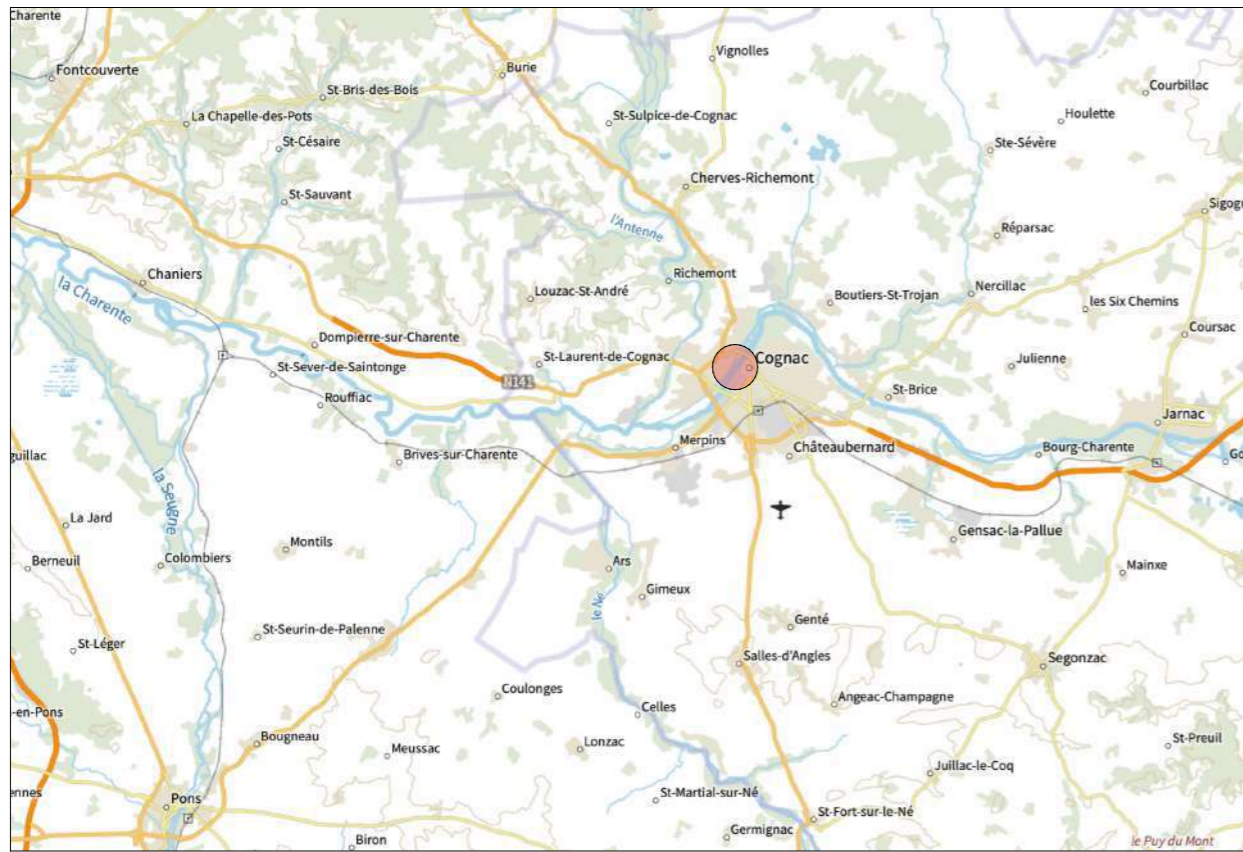 Charente
Vignolles
Fontcouverte
Burie
St-Bris-des-Bois
Courbillac
La Chapelle-des-Pots
St-Sulpice-de-Cognac
Houlette
St-Césaire
Ste-Sévère
Cherves-Richemont
St-Sauvant
Sigogn
l'Antenne
Réparsac
Chaniers
Richemont
la Charente
Louzac-St-André
Boutiers-St-Trojan
Nercillac
les Six Chemins
Dompierre-sur-Charente
Coursac
St-Laurent-de-Cognac
Cognac
Julienne
St-Sever-de-Saintonge
N141
St-Brice
Rouffiac
Jarnac
Merpins
Châteaubernard
Bourg-Charente
guillac
Brives-sur-Charente
Go
la Seugne
La Jard
Gensac-la-Pallue
Montils
Berneuil
Colombiers
Ars
Mainxe
Gimeux
le Né
Genté
St-Seurin-de-Palenne
St-Léger
Salles-d'Angles
Segonzac
Coulonges
Angeac-Champagne
-en-Pons
Celles
Bougneau
Meussac
Lonzac
St-Preuil
Juillac-le-Coq
ennes
Pons
St-Martial-sur-Né
St-Fort-sur-le-Né
Biron
Germignac
le Puy du Mont